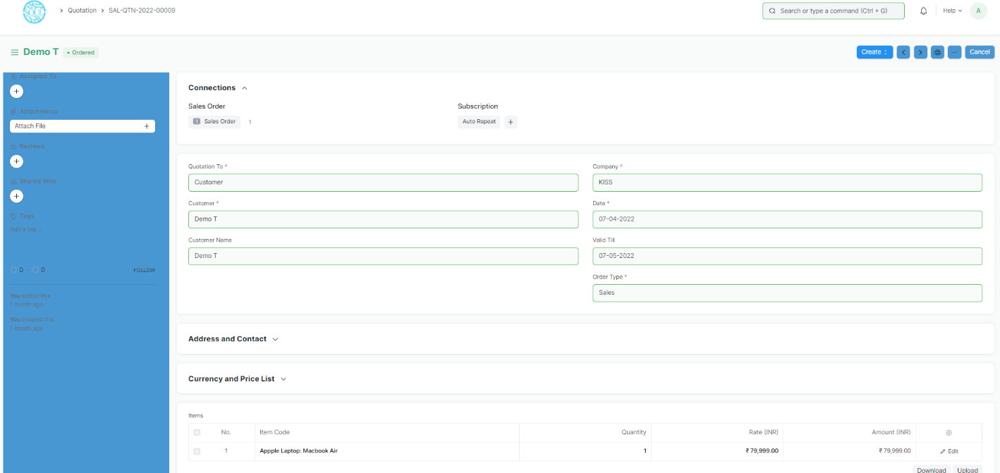 Quotation SAL-QTN-2022-00009
Search or type a command (Ctrl + G)
Help
A
Demo T Ordered
Create
Cancel
Assigned To
Attachments
Attach File
Reviews
Shared With
Tags
Add a tag ...
0 · 0 FOLLOW
You edited this
1 month ago
You created this
1 month ago
Connections
Sales Order
1 Sales Order 1
Subscription
Auto Repeat
Quotation To *
Customer
Customer *
Demo T
Customer Name
Demo T
Company *
KISS
Date *
07-04-2022
Valid Till
07-05-2022
Order Type *
Sales
Address and Contact
Currency and Price List
Items
No. Item Code Quantity Rate (INR) Amount (INR)
1 Appple Laptop: Macbook Air 1 ₹ 79,999.00 ₹ 79,999.00 Edit
Download Upload